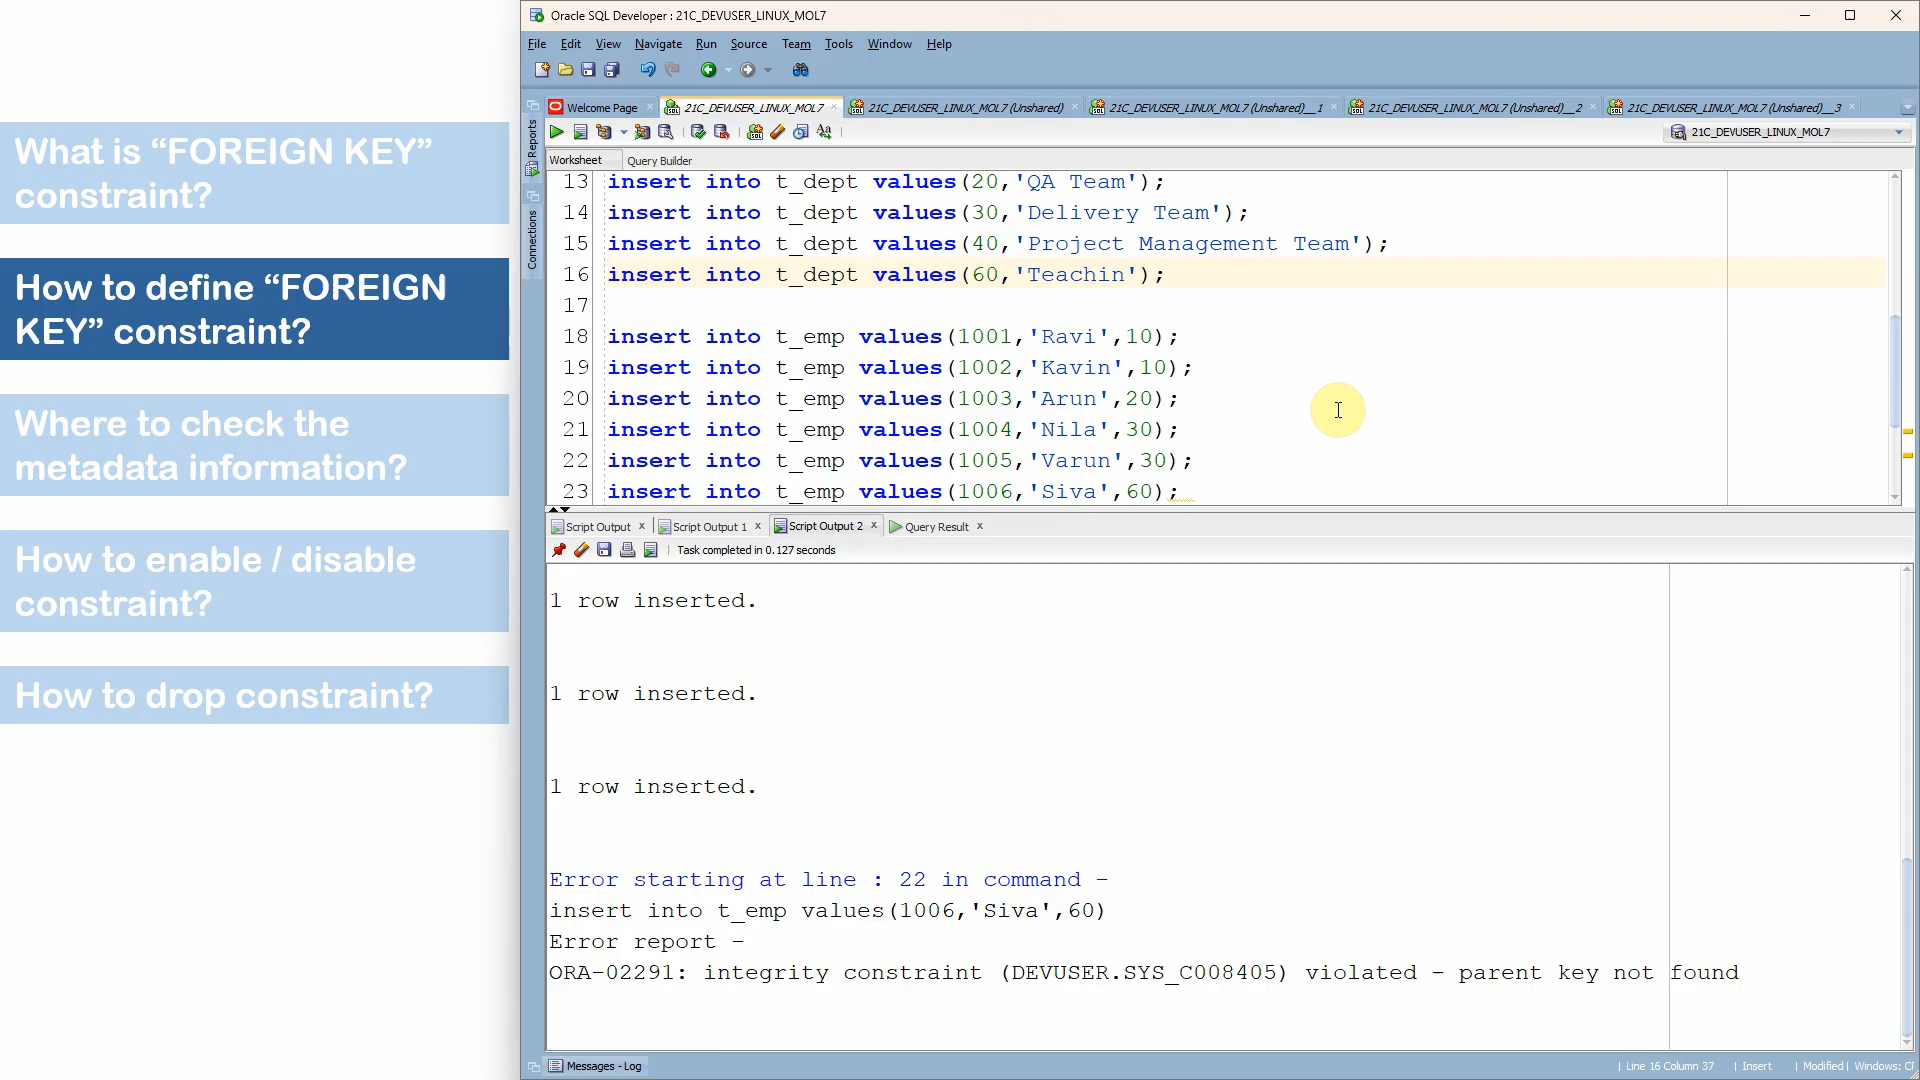 What is “FOREIGN KEY”
constraint?
How to define “FOREIGN
KEY” constraint?
Where to check the
metadata information?
How to enable / disable
constraint?
How to drop constraint?
Oracle SQL Developer : 21C_DEVUSER_LINUX_MOL7
File Edit View Navigate Run Source Team Tools Window Help
Welcome Page 21C_DEVUSER_LINUX_MOL7 21C_DEVUSER_LINUX_MOL7 (Unshared) 21C_DEVUSER_LINUX_MOL7 (Unshared)__1 21C_DEVUSER_LINUX_MOL7 (Unshared)__2 21C_DEVUSER_LINUX_MOL7 (Unshared)__3
Reports
Connections
21C_DEVUSER_LINUX_MOL7
Worksheet Query Builder
13 insert into t_dept values(20,'QA Team');
14 insert into t_dept values(30,'Delivery Team');
15 insert into t_dept values(40,'Project Management Team');
16 insert into t_dept values(60,'Teachin');
17
18 insert into t_emp values(1001,'Ravi',10);
19 insert into t_emp values(1002,'Kavin',10);
20 insert into t_emp values(1003,'Arun',20);
21 insert into t_emp values(1004,'Nila',30);
22 insert into t_emp values(1005,'Varun',30);
23 insert into t_emp values(1006,'Siva',60);
Script Output Script Output 1 Script Output 2 Query Result
Task completed in 0.127 seconds
1 row inserted.
1 row inserted.
1 row inserted.
Error starting at line : 22 in command -
insert into t_emp values(1006,'Siva',60)
Error report -
ORA-02291: integrity constraint (DEVUSER.SYS_C008405) violated - parent key not found
Messages - Log
Line 16 Column 37 | Insert | Modified | Windows: